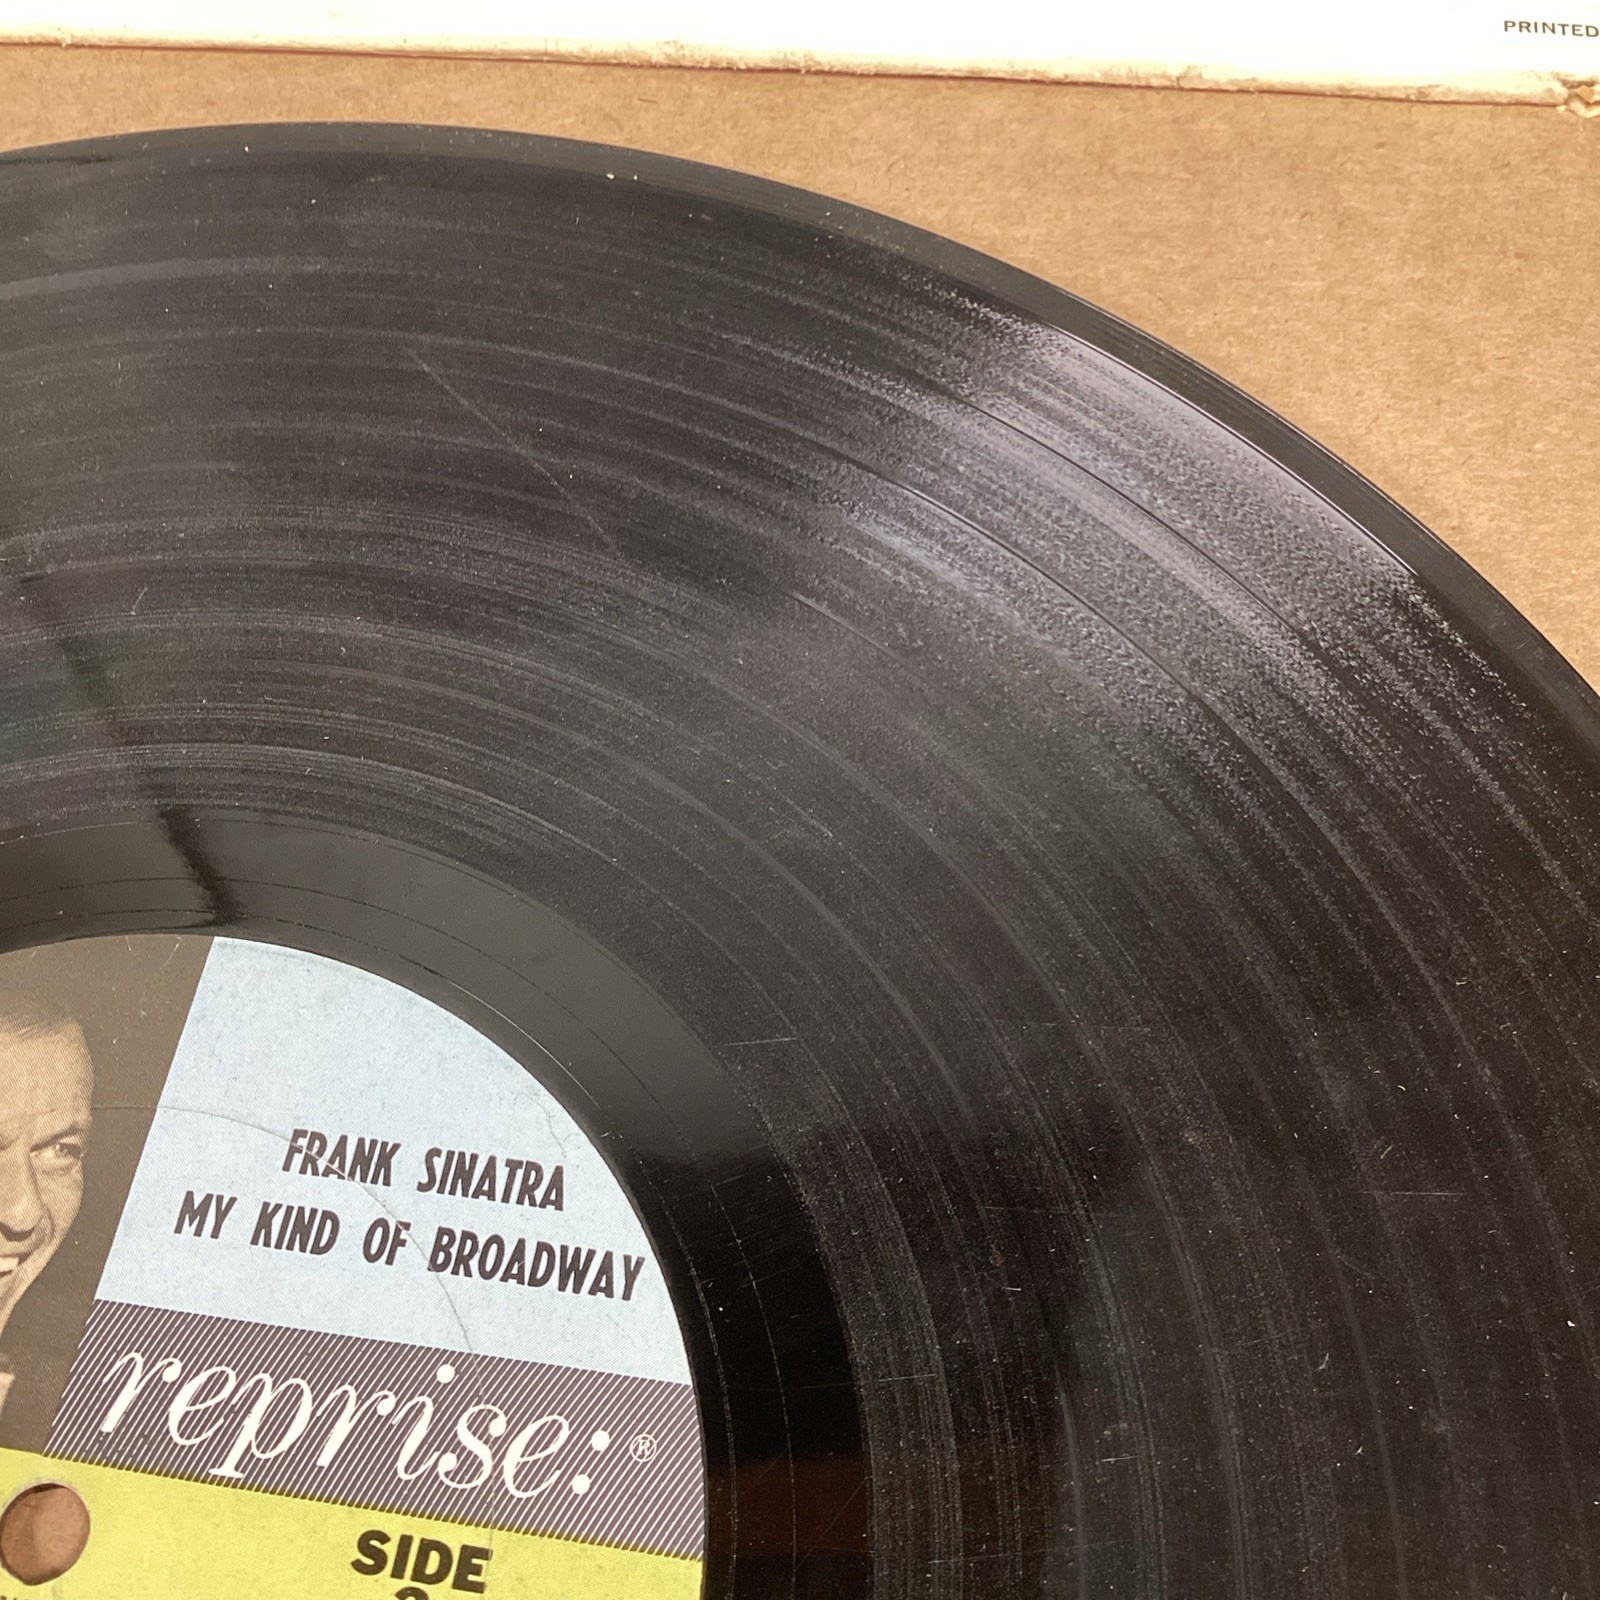 PRINTED
FRANK SINATRA
MY KIND OF BROADWAY
reprise:®
SIDE